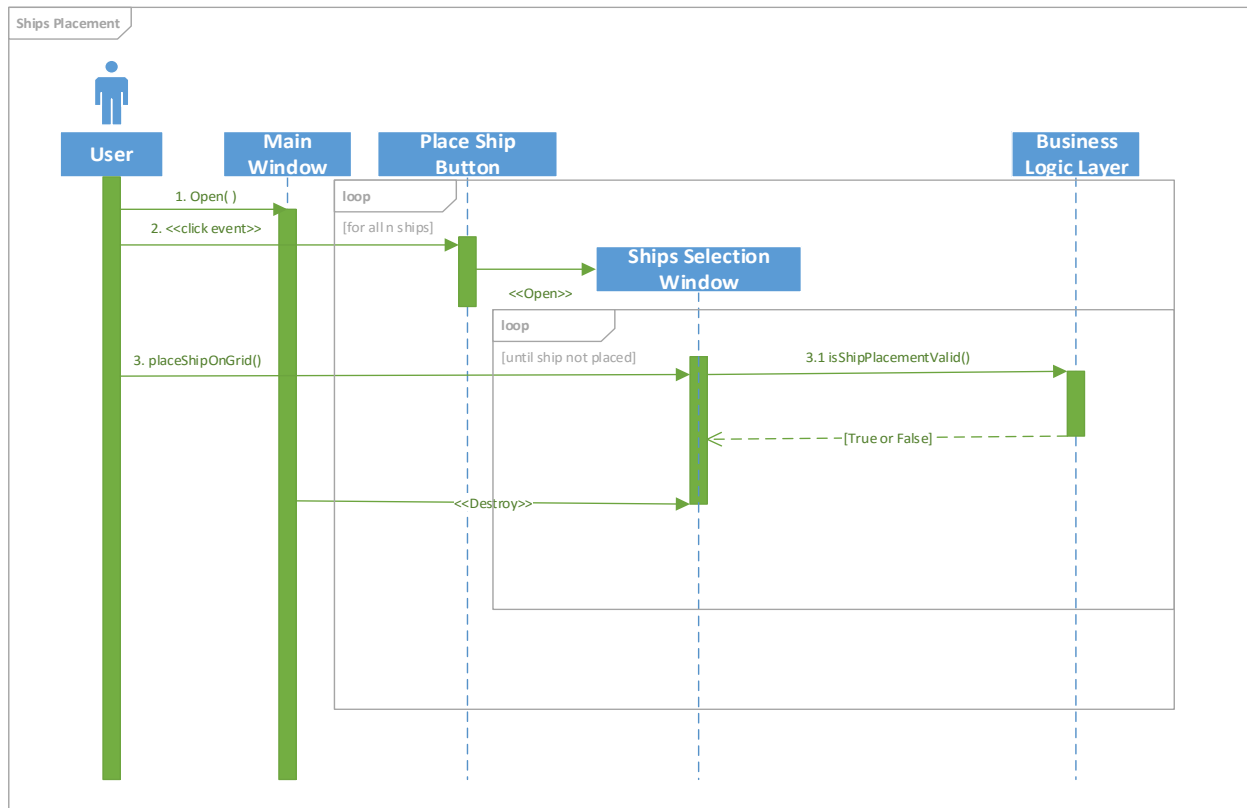 Ships Placement
User
Main
Window
Place Ship
Button
Business
Logic Layer
1. Open( )
loop
2. <<click event>>
[for all n ships]
Ships Selection
Window
<<Open>>
loop
3. placeShipOnGrid()
[until ship not placed]
3.1 isShipPlacementValid()
[True or False]
<<Destroy>>